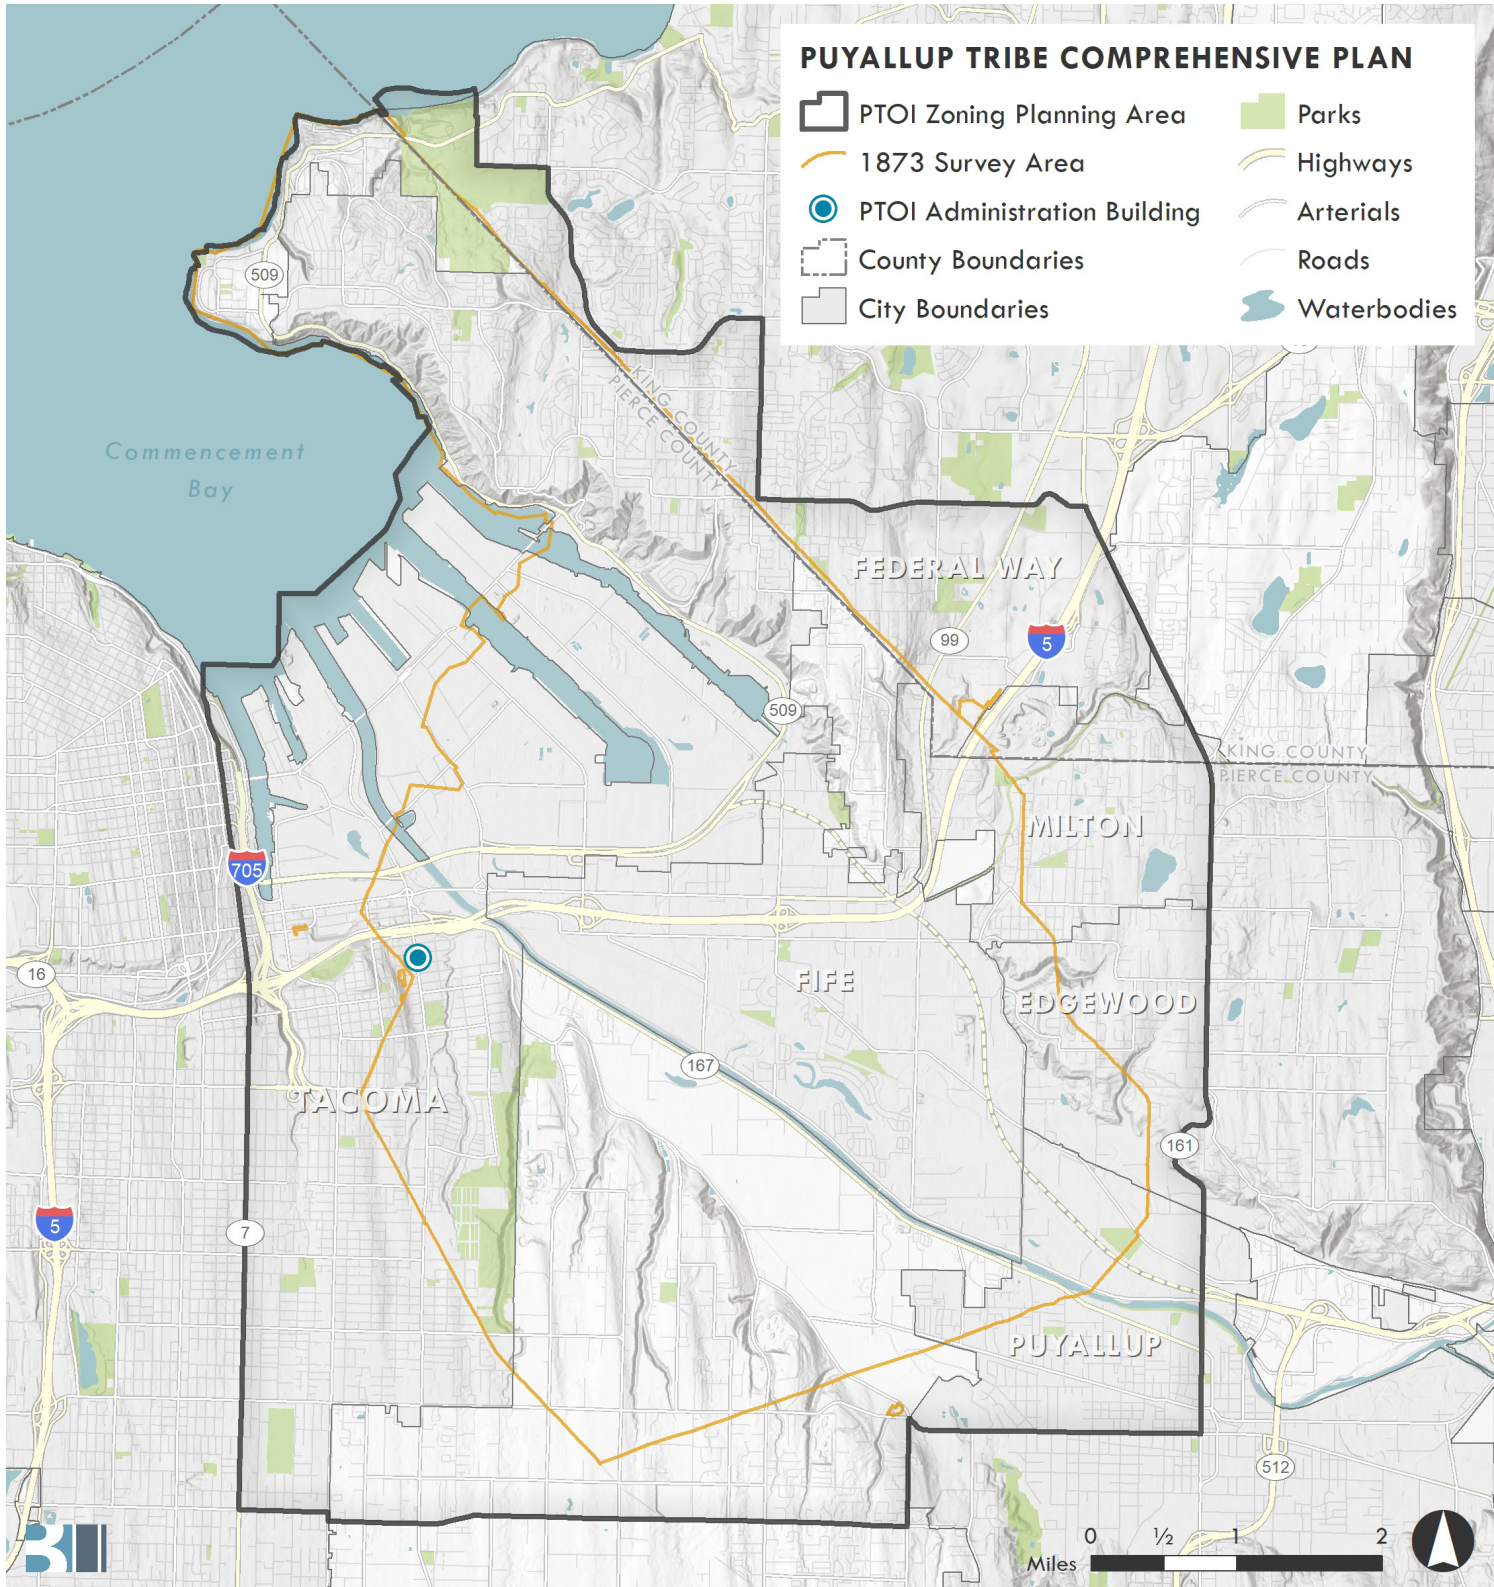 PUYALLUP TRIBE COMPREHENSIVE PLAN
PTOI Zoning Planning Area
1873 Survey Area
PTOI Administration Building
County Boundaries
City Boundaries
Parks
Highways
Arterials
Roads
Waterbodies
509
KING COUNTY
PIERCE COUNTY
Commencement
Bay
FEDERAL WAY
99
5
509
KING COUNTY
PIERCE COUNTY
MILTON
705
16
FIFE
EDGEWOOD
167
TACOMA
161
5
7
PUYALLUP
512
0 ½ 1 2
Miles